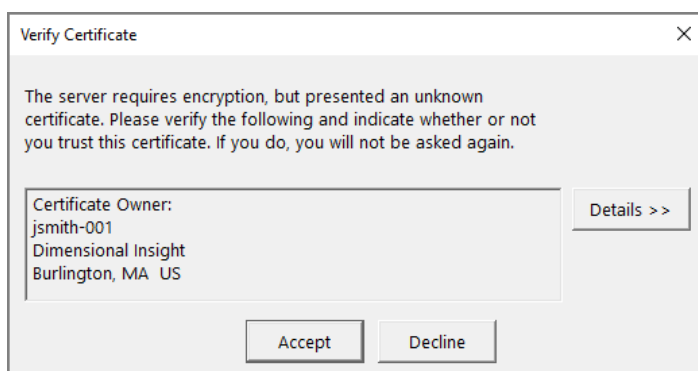 Verify Certificate
The server requires encryption, but presented an unknown
certificate. Please verify the following and indicate whether or not
you trust this certificate. If you do, you will not be asked again.
Certificate Owner:
jsmith-001
Dimensional Insight
Burlington, MA  US
Details >>
Accept
Decline